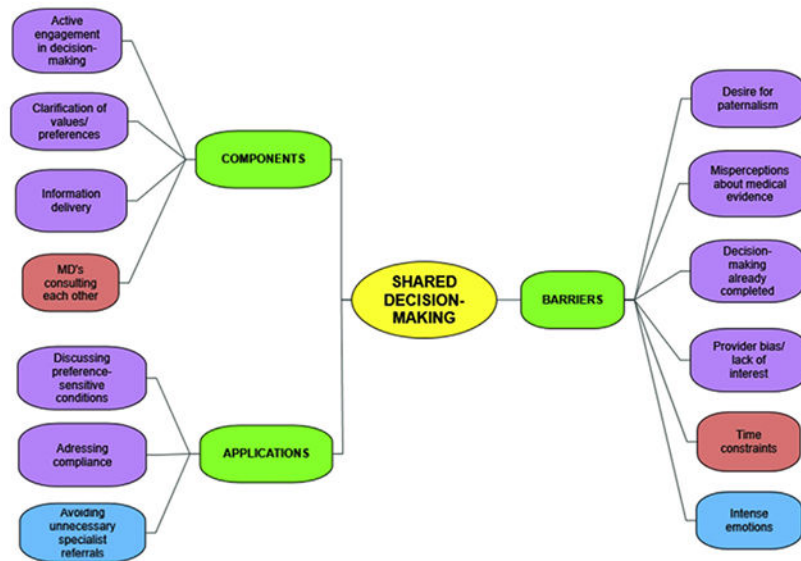 Active
engagement
in decision-
making
Clarification of
values/
preferences
Information
delivery
MD's
consulting
each other
COMPONENTS
Discussing
preference-
sensitive
conditions
Adressing
compliance
Avoiding
unnecessary
specialist
referrals
APPLICATIONS
SHARED
DECISION-
MAKING
BARRIERS
Desire for
paternalism
Misperceptions
about medical
evidence
Decision-
making
already
completed
Provider bias/
lack of
interest
Time
constraints
Intense
emotions